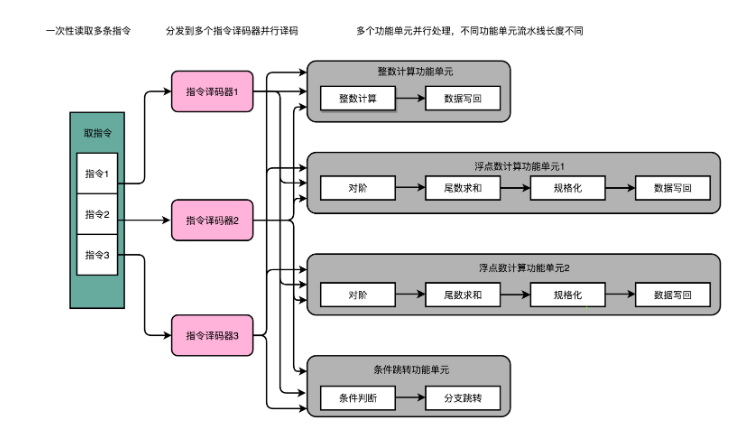 一次性读取多条指令
分发到多个指令译码器并行译码
多个功能单元并行处理，不同功能单元流水线长度不同
取指令
指令1
指令2
指令3
指令译码器1
指令译码器2
指令译码器3
整数计算功能单元
整数计算
数据写回
浮点数计算功能单元1
对阶
尾数求和
规格化
数据写回
浮点数计算功能单元2
对阶
尾数求和
规格化
数据写回
条件跳转功能单元
条件判断
分支跳转